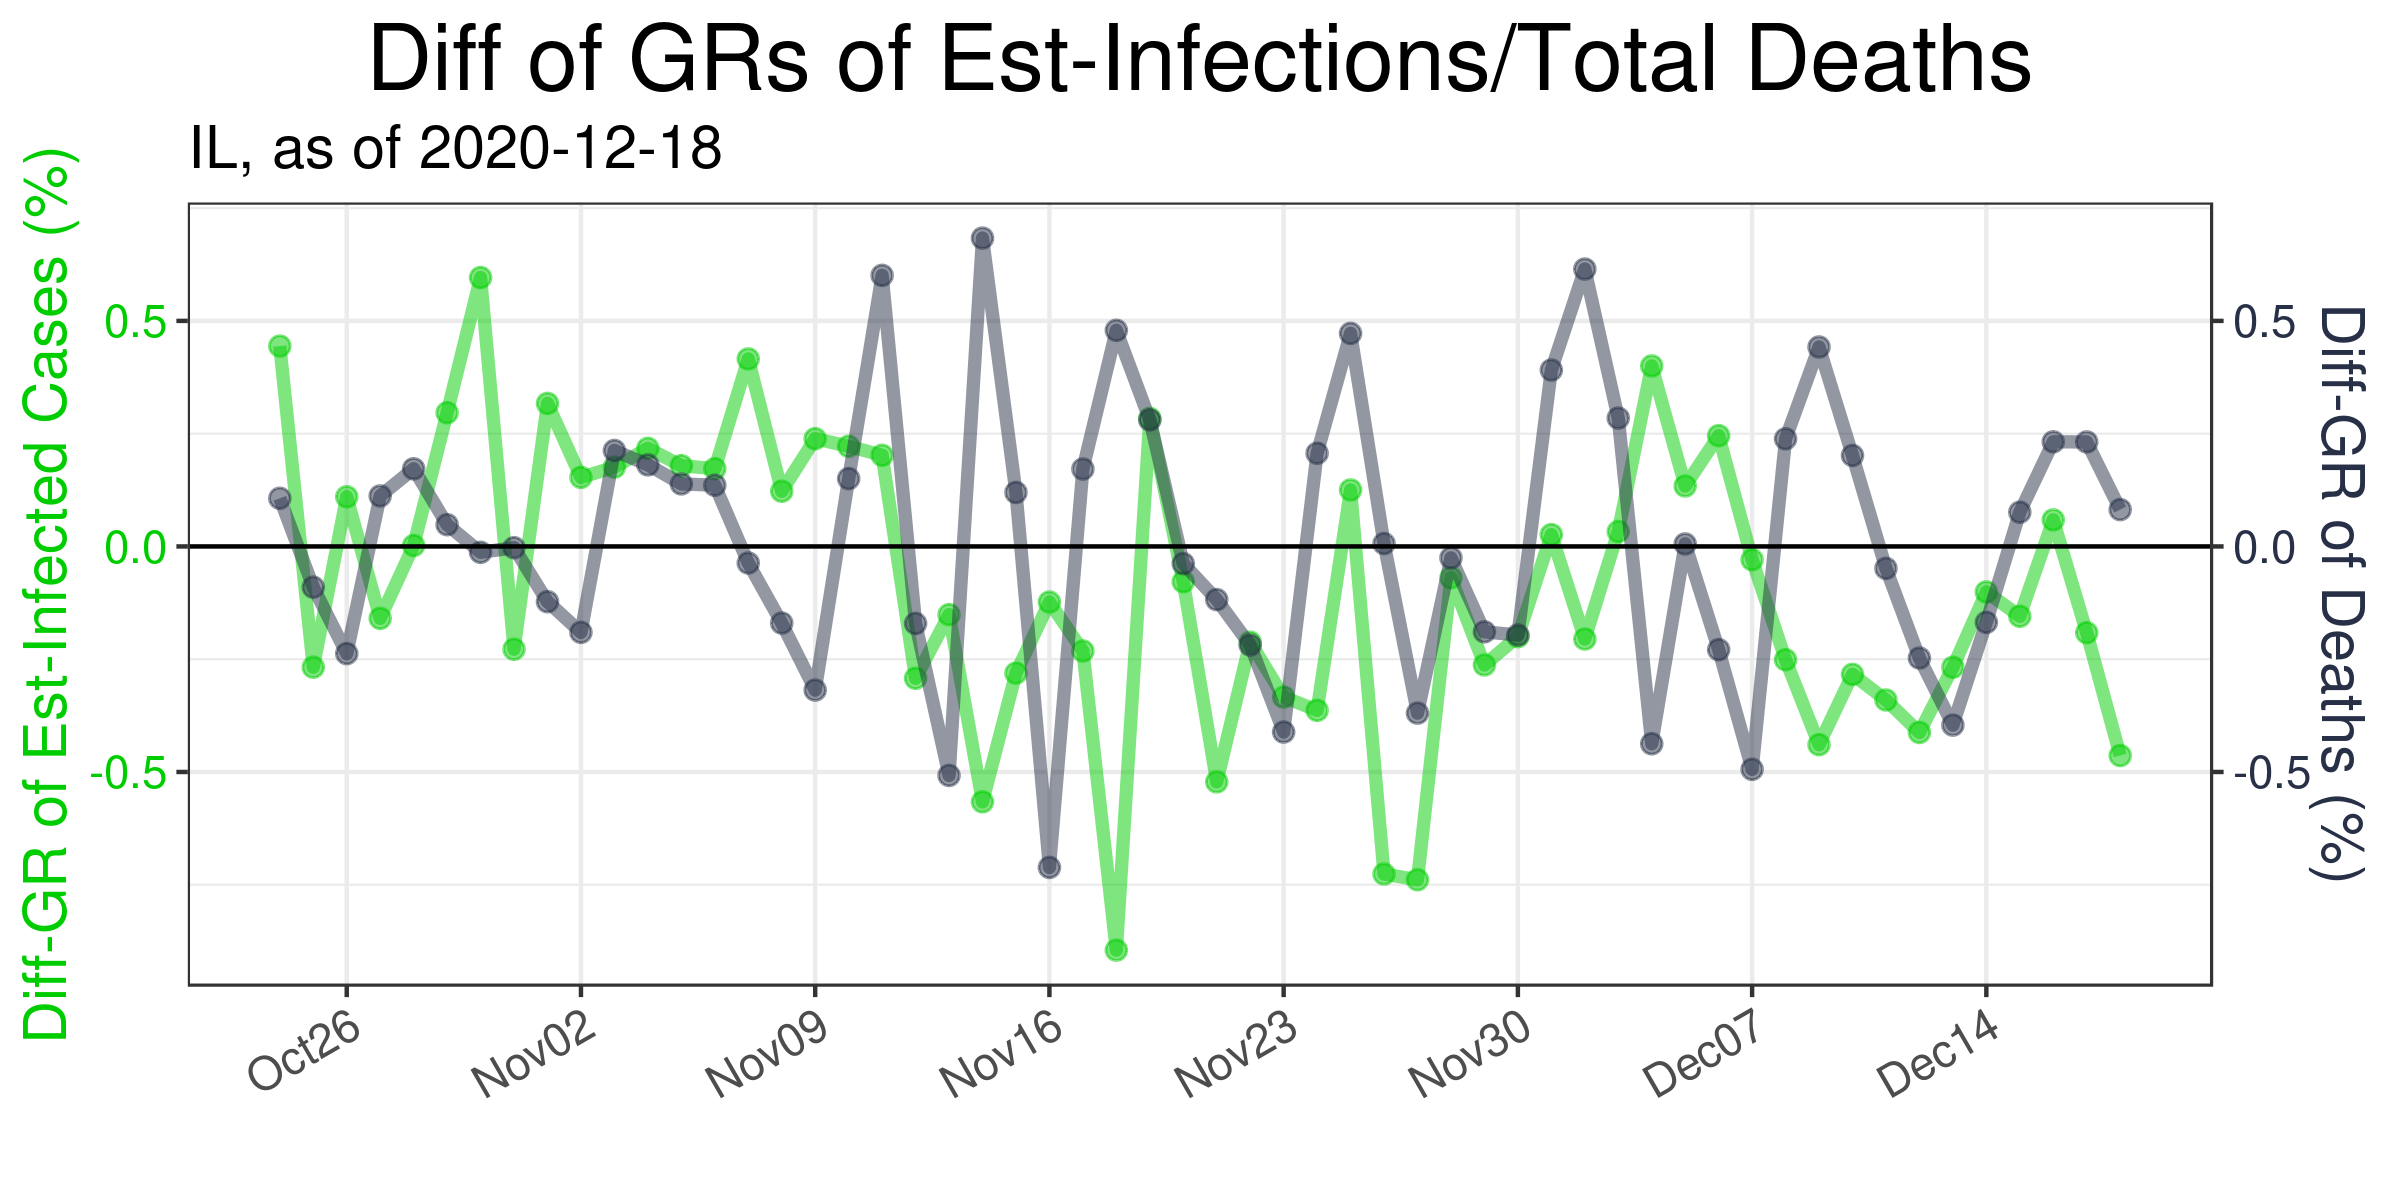 Diff of GRs of Est-Infections/Total Deaths
IL, as of 2020-12-18
Diff-GR of Est-Infected Cases (%)
0.5
0.0
-0.5
0.5
0.0
-0.5
Diff-GR of Deaths (%)
Oct26
Nov02
Nov09
Nov16
Nov23
Nov30
Dec07
Dec14